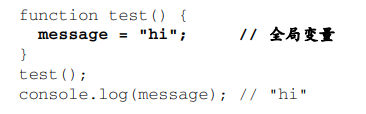 function test() {
  message = "hi";     // 全局变量
}
test();
console.log(message); // "hi"